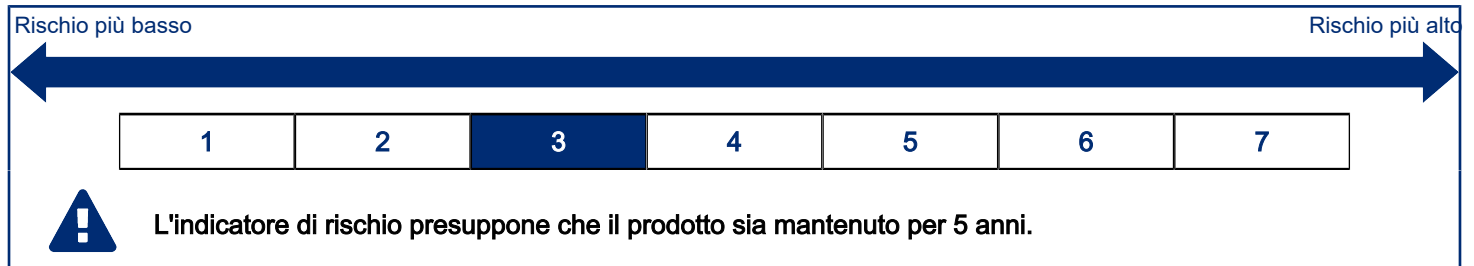 Rischio più basso Rischio più alto
1 2 3 4 5 6 7
L'indicatore di rischio presuppone che il prodotto sia mantenuto per 5 anni.